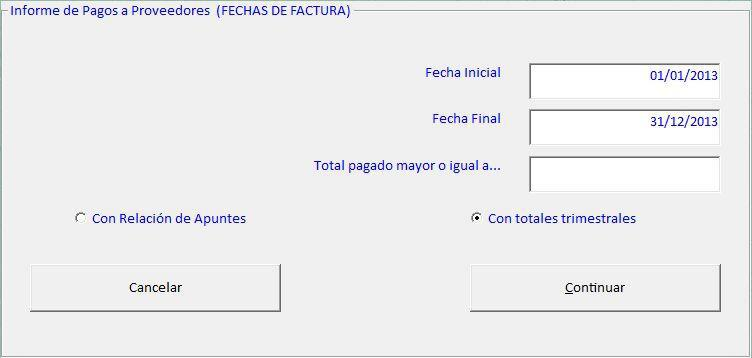 Informe de Pagos a Proveedores (FECHAS DE FACTURA)
Fecha Inicial 01/01/2013
Fecha Final 31/12/2013
Total pagado mayor o igual a...
Con Relación de Apuntes Con totales trimestrales
Cancelar Continuar